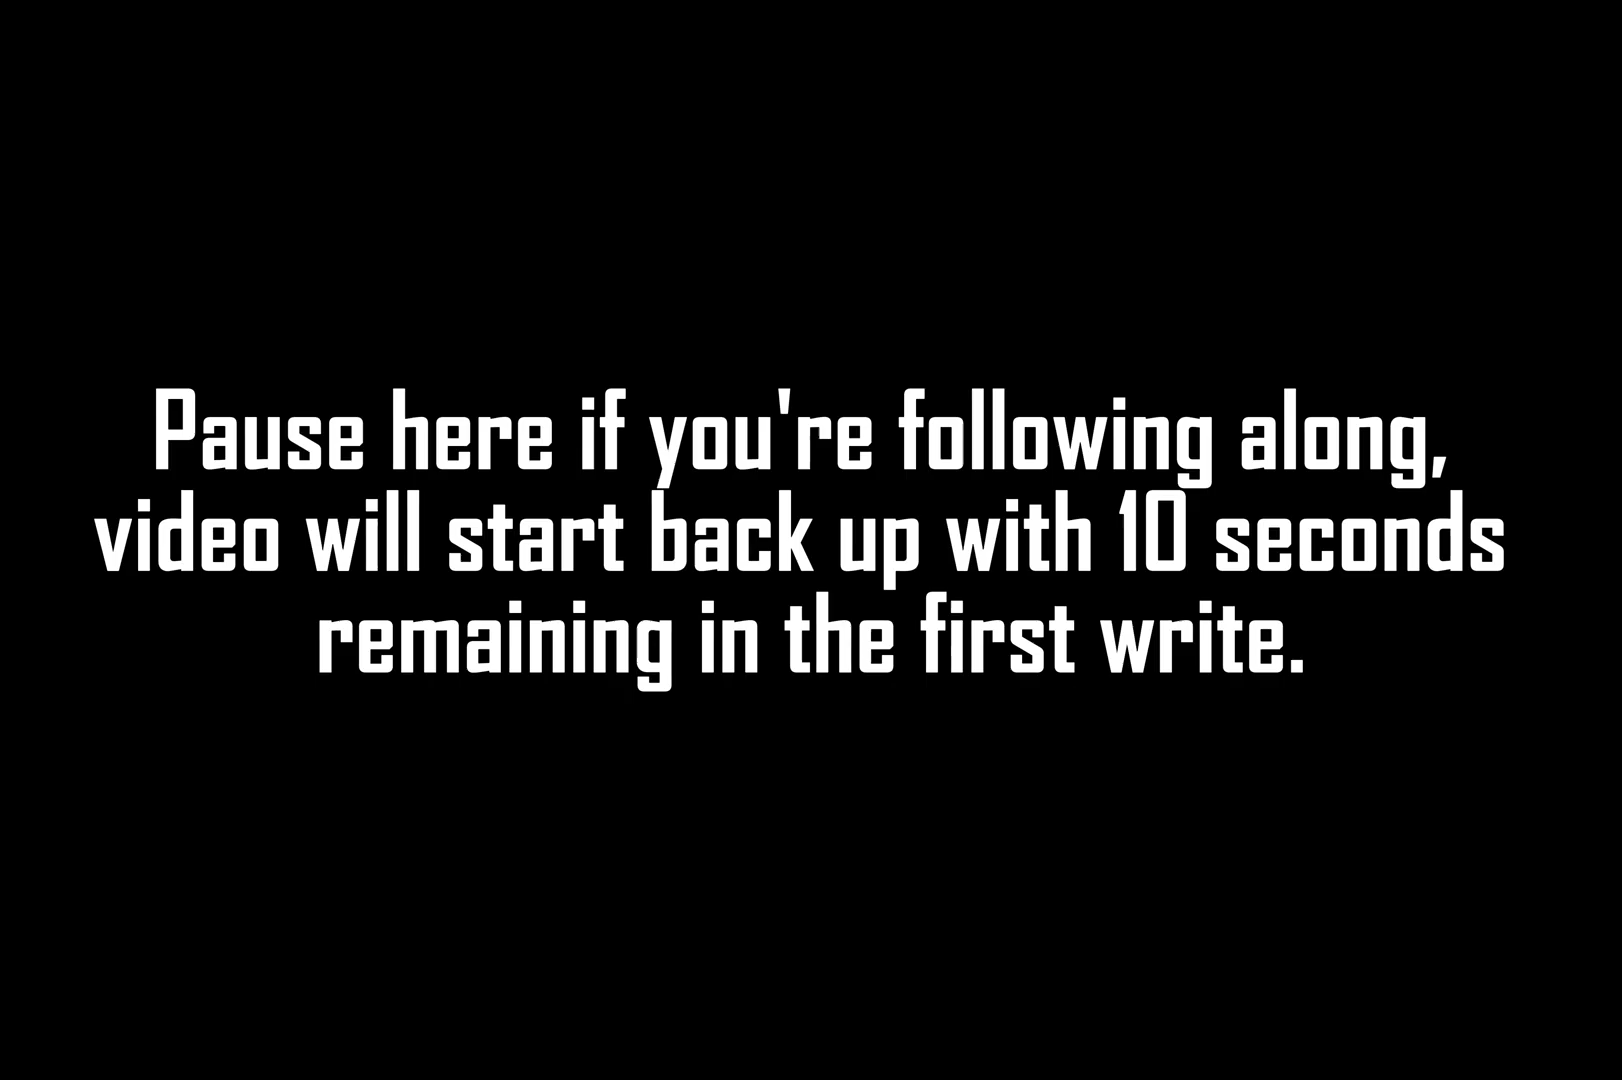 Pause here if you're following along,
video will start back up with 10 seconds
remaining in the first write.